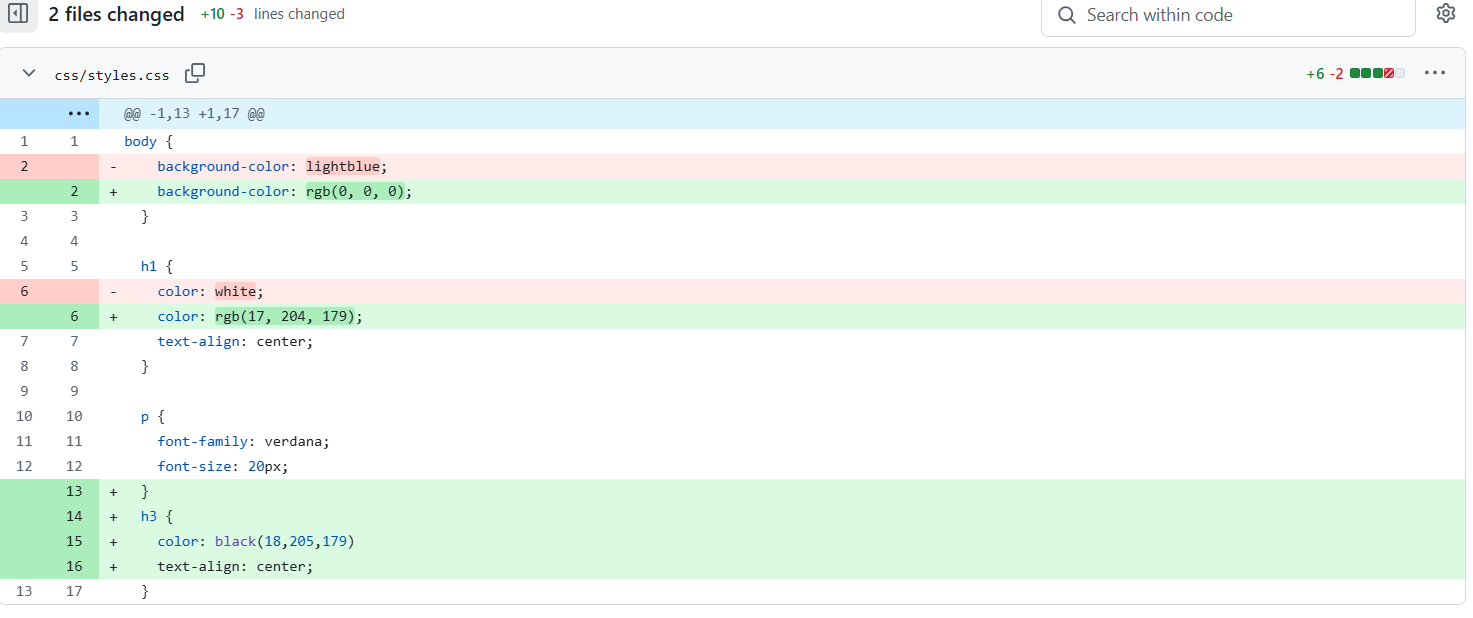 2 files changed +10 -3 lines changed Search within code
css/styles.css +6 -2
@@ -1,13 +1,17 @@
1 1 body {
2 - background-color: lightblue;
2 + background-color: rgb(0, 0, 0);
3 3 }
4 4
5 5 h1 {
6 - color: white;
6 + color: rgb(17, 204, 179);
7 7 text-align: center;
8 8 }
9 9
10 10 p {
11 11 font-family: verdana;
12 12 font-size: 20px;
13 + }
14 + h3 {
15 + color: black(18,205,179)
16 + text-align: center;
13 17 }